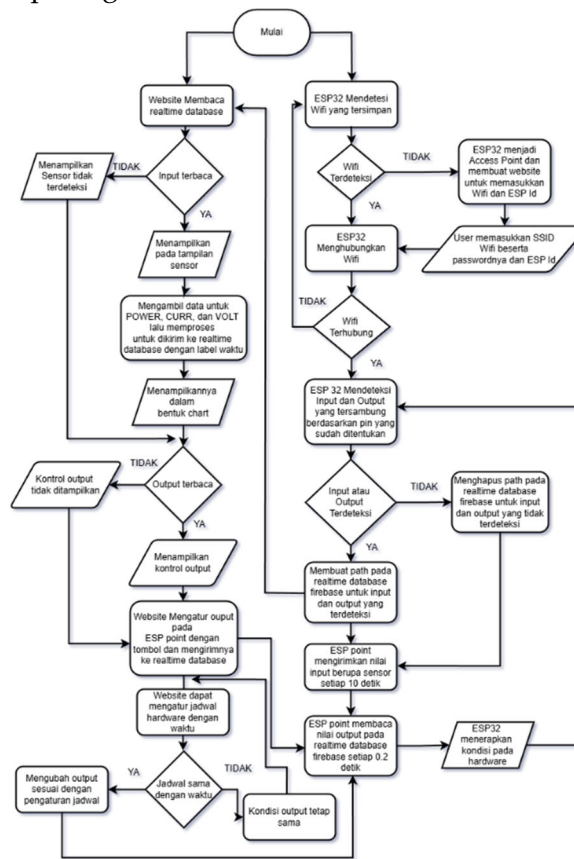 Mulai
Website Membaca
realtime database
Input terbaca
TIDAK
Menampilkan
Sensor tidak
terdeteksi
YA
Menampilkan
pada tampilan
sensor
Mengambil data untuk
POWER, CURR, dan VOLT
lalu memproses
untuk dikirim ke realtime
database dengan label waktu
Menampilkannya
dalam
bentuk chart
Output terbaca
TIDAK
Kontrol output
tidak ditampilkan
YA
Menampilkan
kontrol output
Website Mengatur ouput
pada
ESP point dengan
tombol dan mengirimnya
ke realtime database
Website dapat
mengatur jadwal
hardware dengan
waktu
Jadwal sama
dengan waktu
YA
Mengubah output
sesuai dengan
pengaturan jadwal
TIDAK
Kondisi output tetap
sama
ESP32 Mendetesi
Wifi yang tersimpan
Wifi
Terdeteksi
TIDAK
ESP32 menjadi
Access Point dan
membuat website
untuk memasukkan
Wifi dan ESP Id
User memasukkan SSID
Wifi beserta
passwordnya dan ESP Id
YA
ESP32
Menghubungkan
Wifi
TIDAK
Wifi
Terhubung
YA
ESP 32 Mendeteksi
Input dan Output
yang tersambung
berdasarkan pin yang
sudah ditentukan
Input atau
Output
Terdeteksi
TIDAK
Menghapus path pada
realtime database
firebase untuk input
dan output yang tidak
terdeteksi
YA
Membuat path pada
realtime database
firebase untuk input
dan output yang
terdeteksi
ESP point
mengirimkan nilai
input berupa sensor
setiap 10 detik
ESP point membaca
nilai output pada
realtime database
firebase setiap 0.2
detik
ESP32
menerapkan
kondisi pada
hardware